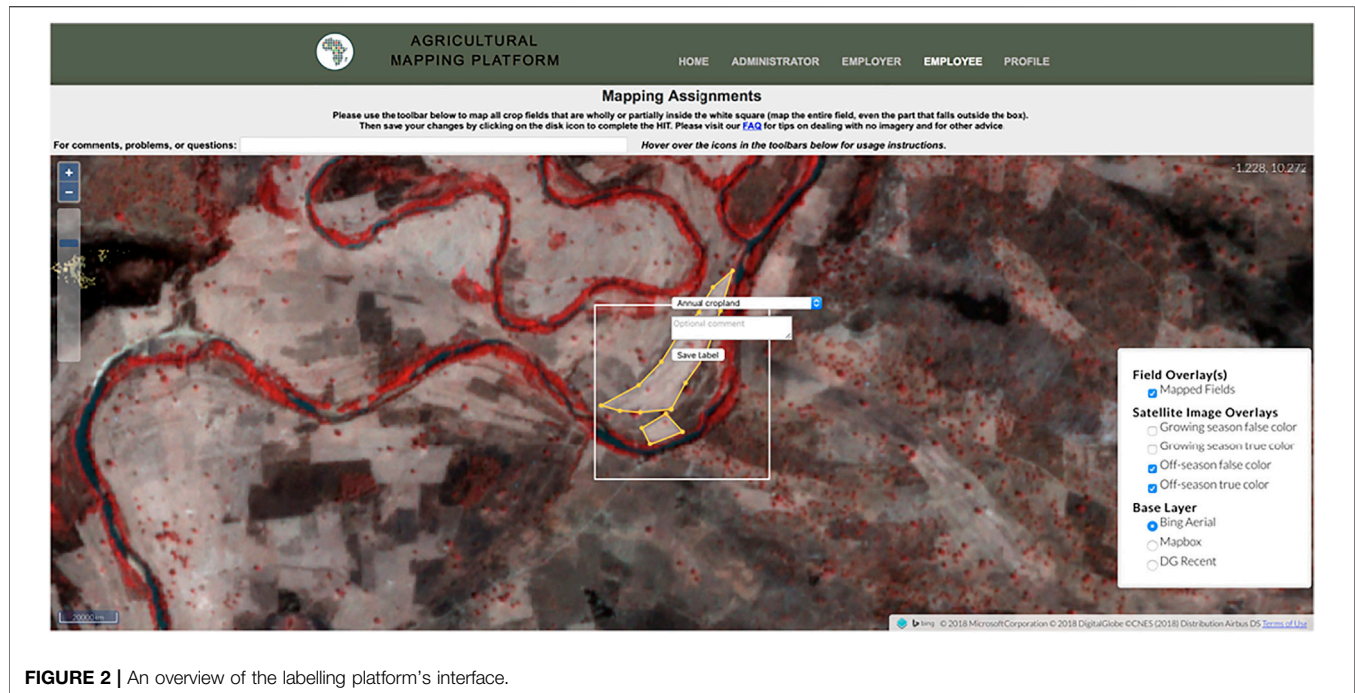 AGRICULTURAL
MAPPING PLATFORM
HOME ADMINISTRATOR EMPLOYER EMPLOYEE PROFILE
Mapping Assignments
Please use the toolbar below to map all crop fields that are wholly or partially inside the white square (map the entire field, even the part that falls outside the box).
Then save your changes by clicking on the disk icon to complete the HIT. Please visit our FAQ for tips on dealing with no imagery and for other advice
For comments, problems, or questions: Hover over the icons in the toolbars below for usage instructions.
+
−
-1.228, 10.272
Annual cropland
Optional comment
Save Label
Field Overlay(s)
Mapped Fields
Satellite Image Overlays
Growing season false color
Growing season true color
Off-season false color
Off-season true color
Base Layer
Bing Aerial
Mapbox
DG Recent
20000 km
bing © 2018 Microsoft Corporation © 2018 DigitalGlobe ©CNES (2018) Distribution Airbus DS Terms of Use
FIGURE 2 | An overview of the labelling platform's interface.